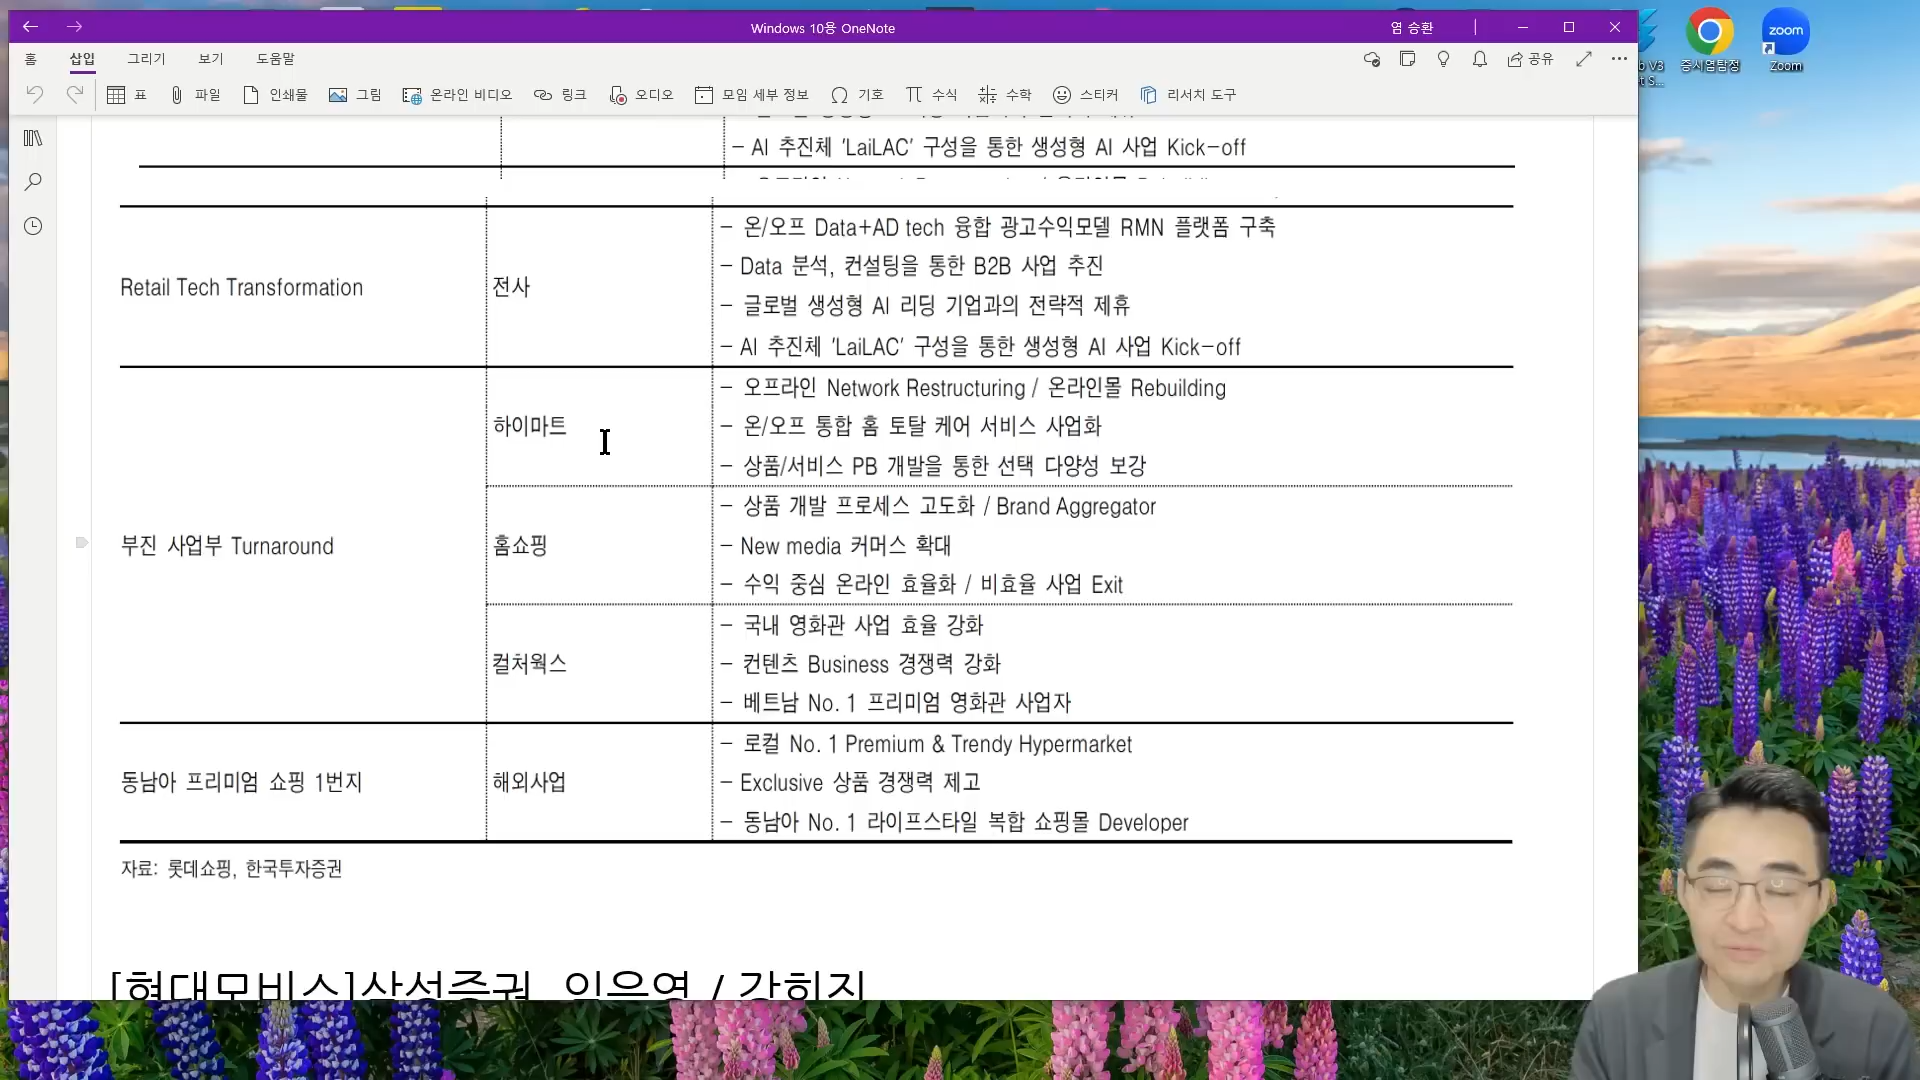 Windows 10용 OneNote
염 승환
홈 삽입 그리기 보기 도움말
공유
표 파일 인쇄물 그림 온라인 비디오 링크 오디오 모임 세부 정보 기호 수식 수학 스티커 리서치 도구
V3
증시염탐정
zoom
Zoom
– AI 추진체 'LaiLAC' 구성을 통한 생성형 AI 사업 Kick-off
Retail Tech Transformation
전사
– 온/오프 Data+AD tech 융합 광고수익모델 RMN 플랫폼 구축
– Data 분석, 컨설팅을 통한 B2B 사업 추진
– 글로벌 생성형 AI 리딩 기업과의 전략적 제휴
– AI 추진체 'LaiLAC' 구성을 통한 생성형 AI 사업 Kick-off
부진 사업부 Turnaround
하이마트
– 오프라인 Network Restructuring / 온라인몰 Rebuilding
– 온/오프 통합 홈 토탈 케어 서비스 사업화
– 상품/서비스 PB 개발을 통한 선택 다양성 보강
홈쇼핑
– 상품 개발 프로세스 고도화 / Brand Aggregator
– New media 커머스 확대
– 수익 중심 온라인 효율화 / 비효율 사업 Exit
컬처웍스
– 국내 영화관 사업 효율 강화
– 컨텐츠 Business 경쟁력 강화
– 베트남 No. 1 프리미엄 영화관 사업자
동남아 프리미엄 쇼핑 1번지
해외사업
– 로컬 No. 1 Premium & Trendy Hypermarket
– Exclusive 상품 경쟁력 제고
– 동남아 No. 1 라이프스타일 복합 쇼핑몰 Developer
자료: 롯데쇼핑, 한국투자증권
[현대모비스]삼성증권 임은영 / 강희진